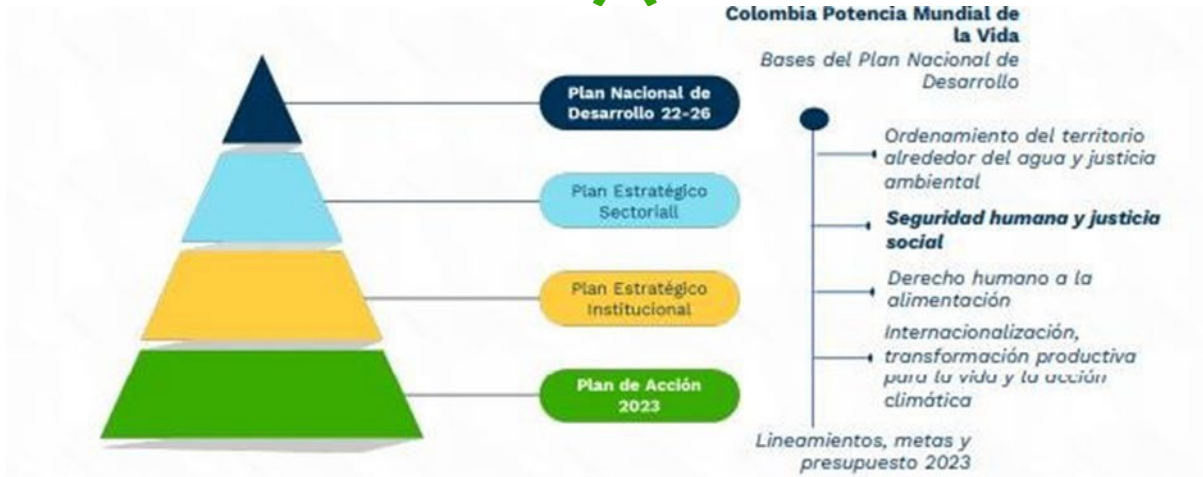 Plan Nacional de
Desarrollo 22-26
Plan Estratégico
Sectoriall
Plan Estratégico
Institucional
Plan de Acción
2023
Colombia Potencia Mundial de
la Vida
Bases del Plan Nacional de
Desarrollo
Ordenamiento del territorio
alrededor del agua y justicia
ambiental
Seguridad humana y justicia
social
Derecho humano a la
alimentación
Internacionalización,
transformación productiva
para la vida y la acción
climática
Lineamientos, metas y
presupuesto 2023